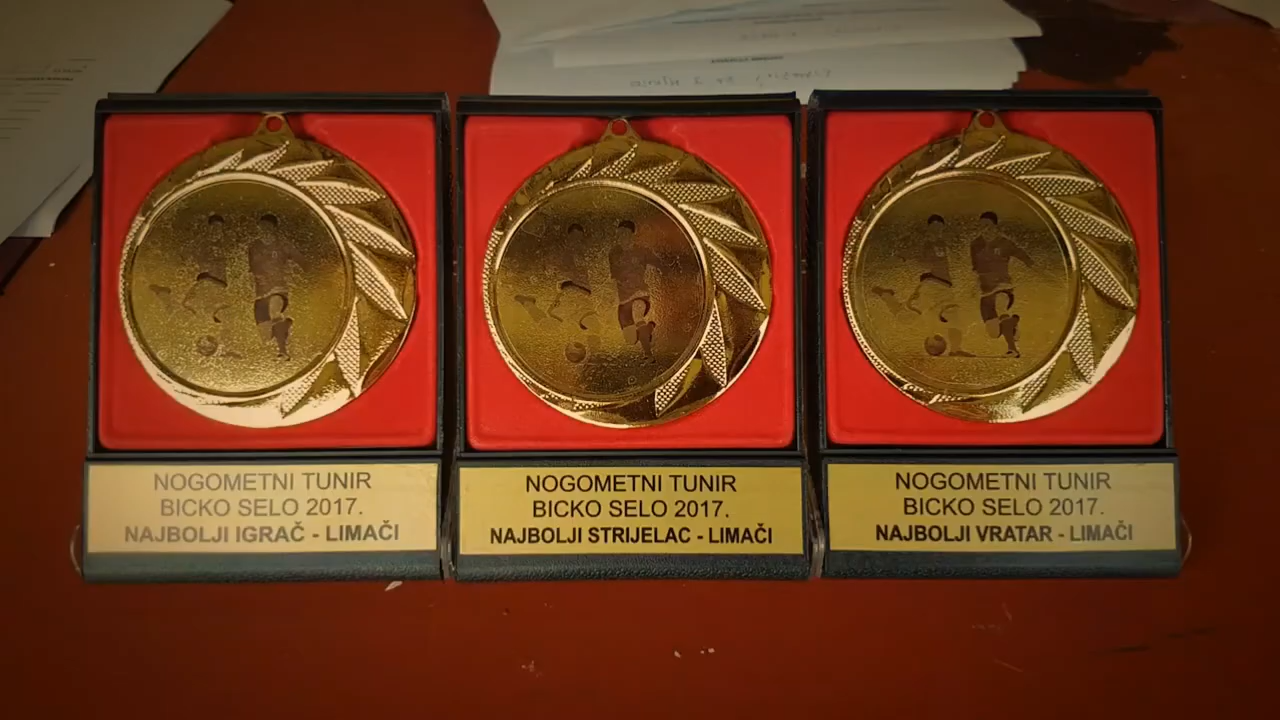 NOGOMETNI TUNIR
BICKO SELO 2017.
NAJBOLJI IGRAČ - LIMAČI
NOGOMETNI TUNIR
BICKO SELO 2017.
NAJBOLJI STRIJELAC - LIMAČI
NOGOMETNI TUNIR
BICKO SELO 2017.
NAJBOLJI VRATAR - LIMAČI